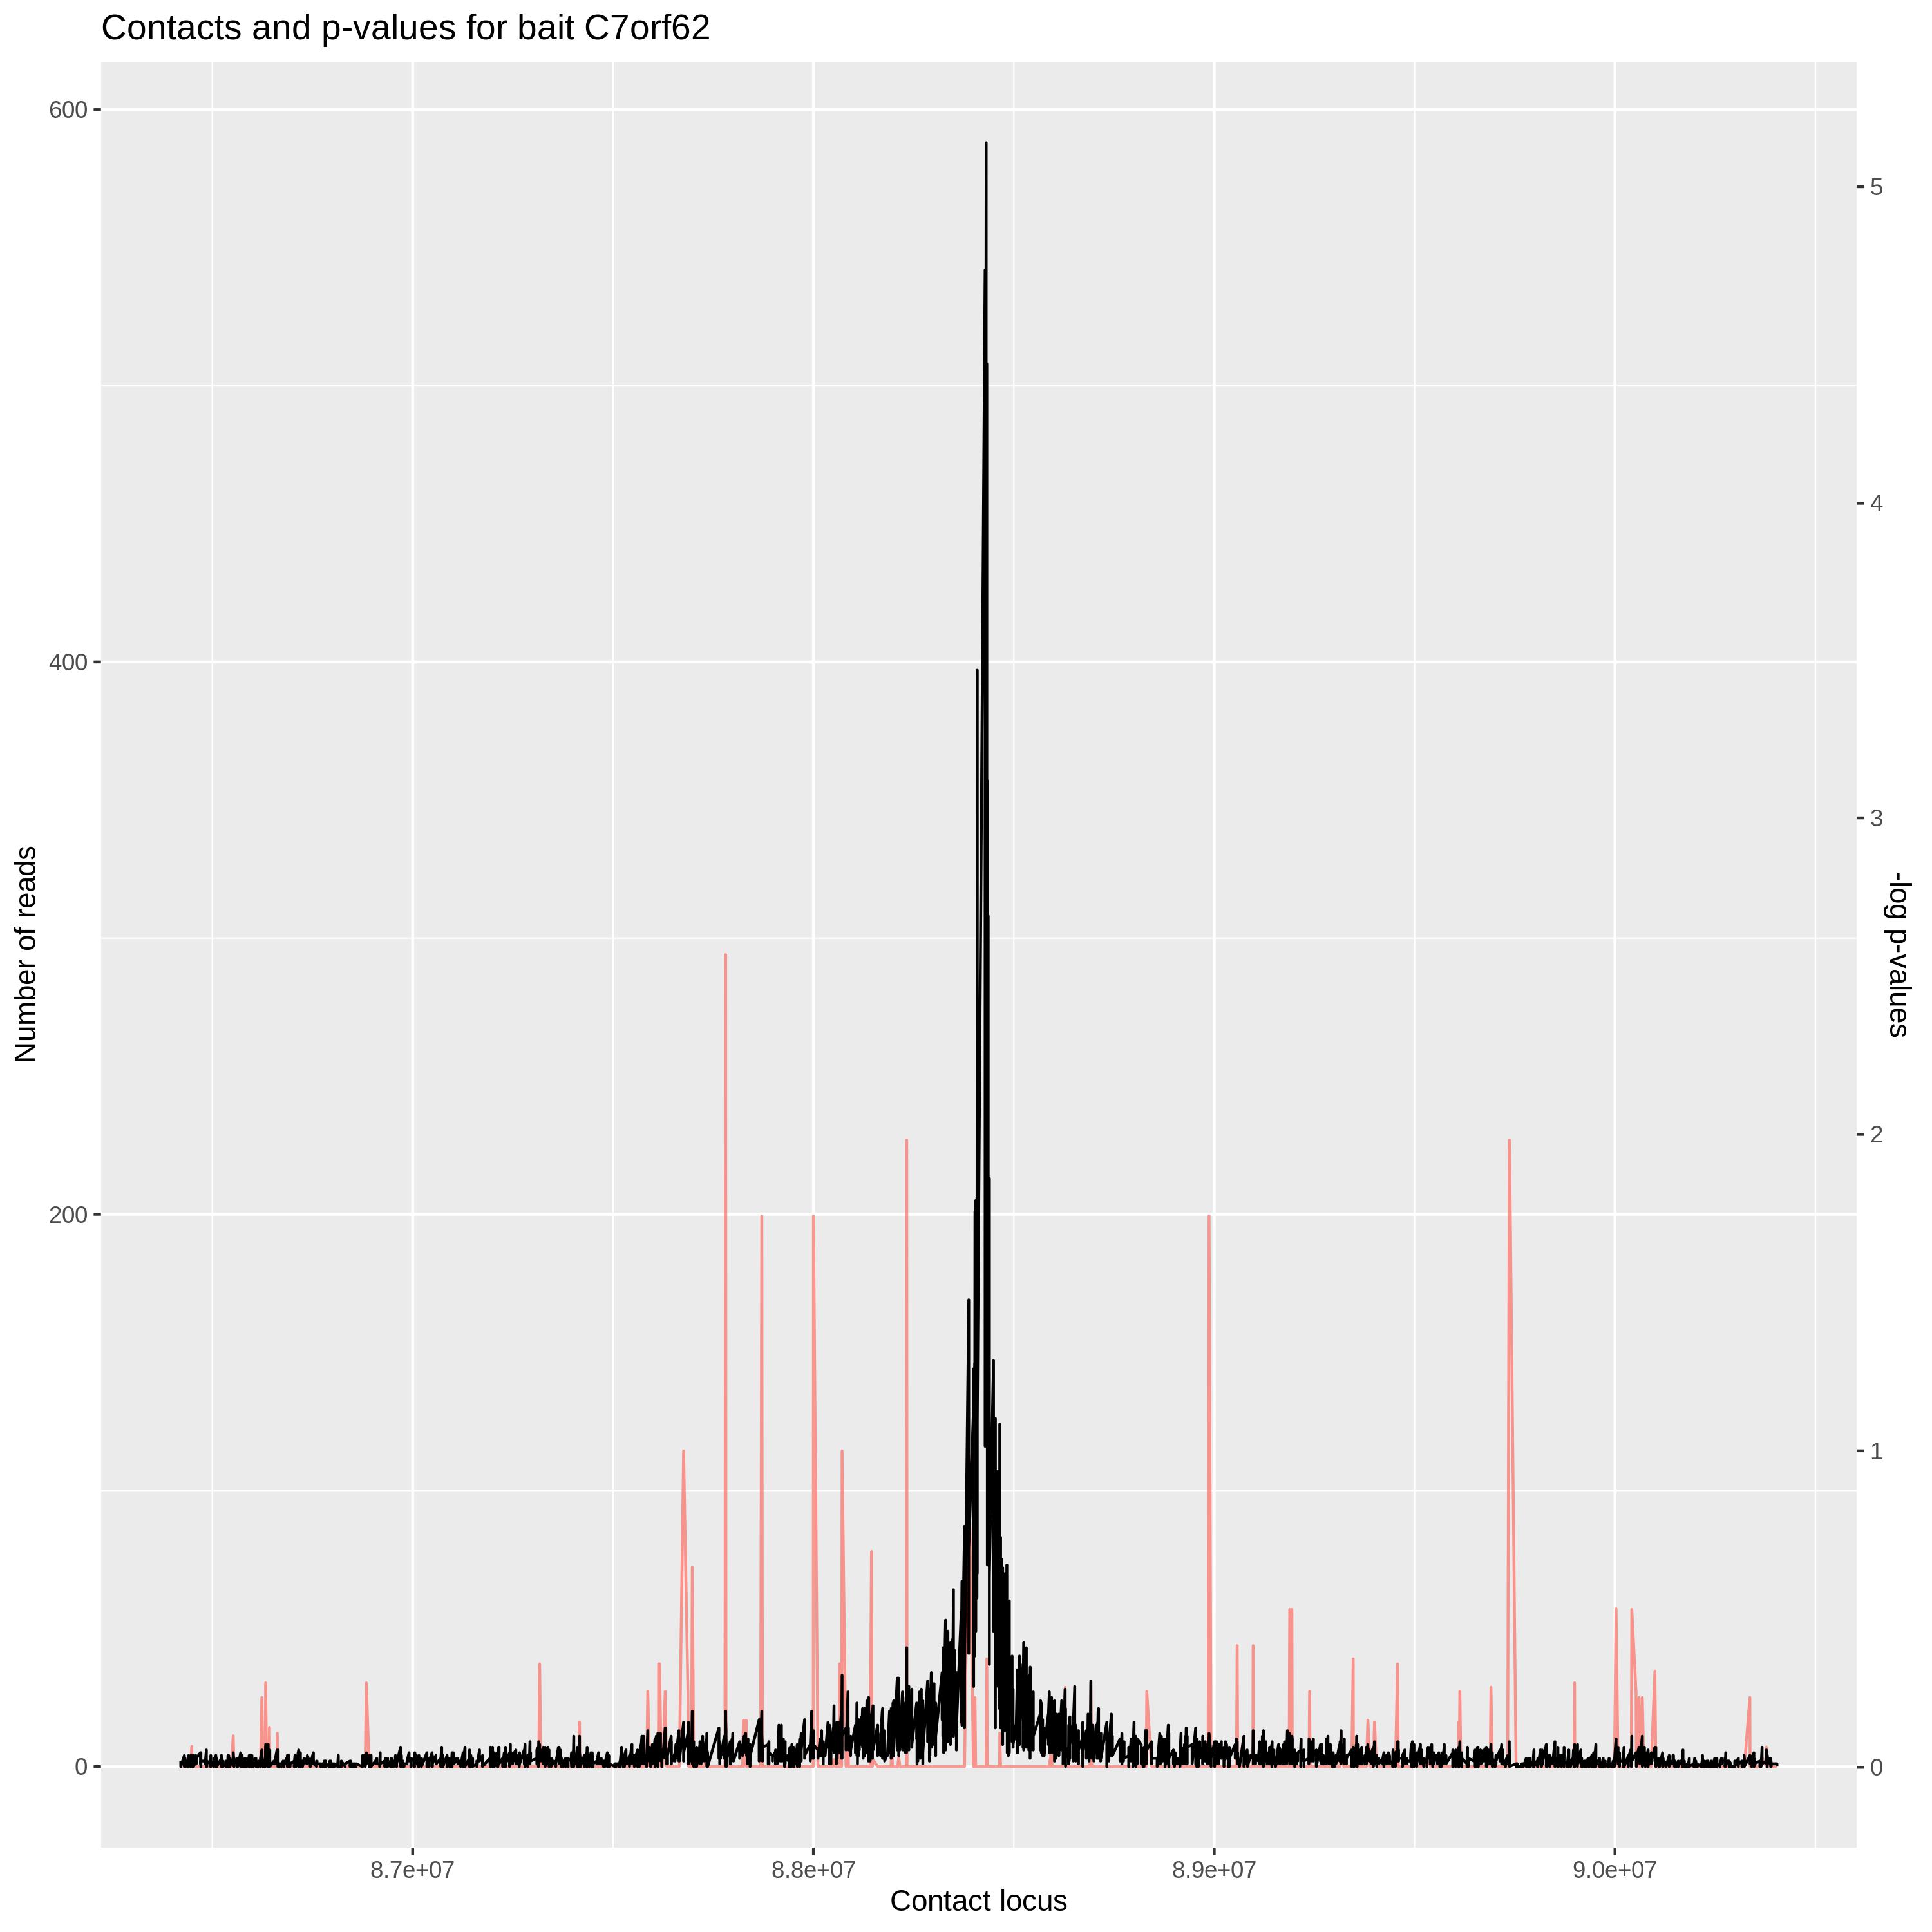 Contacts and p-values for bait C7orf62
600
400
200
0
Number of reads
5
4
3
2
1
0
-log p-values
8.7e+07
8.8e+07
8.9e+07
9.0e+07
Contact locus